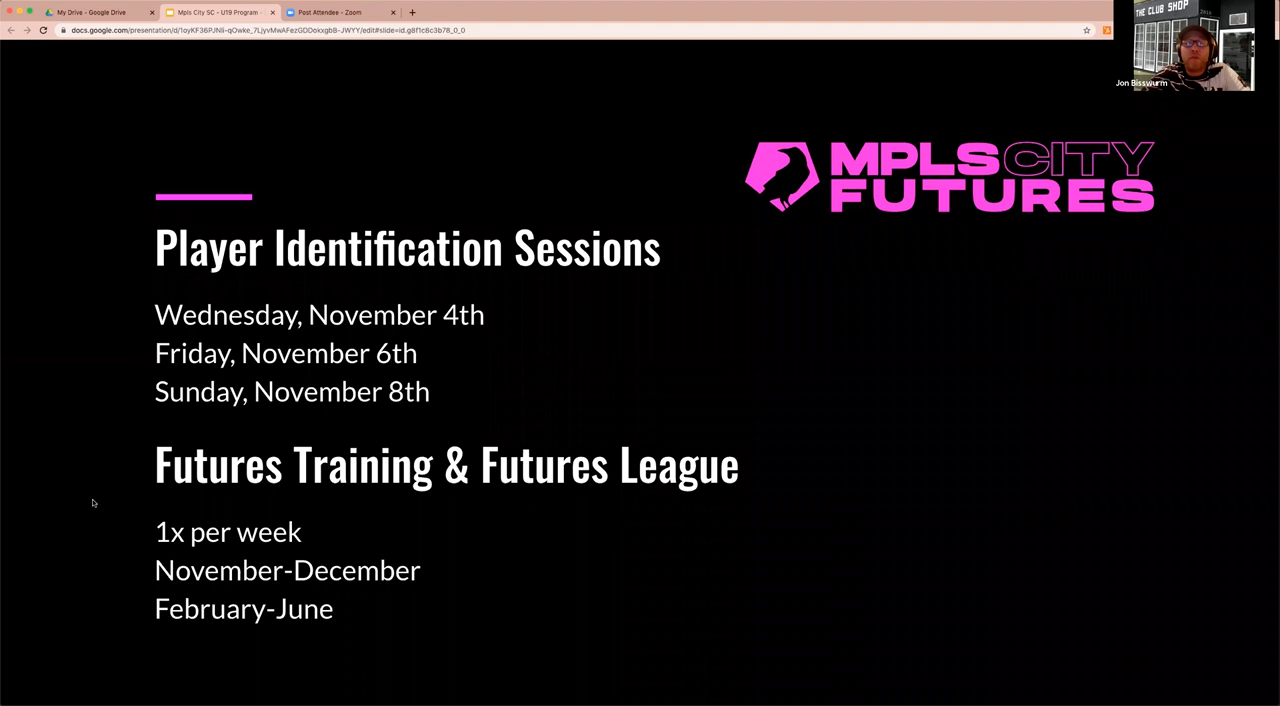 My Drive - Google Drive
Mpls City SC - U19 Program -
Post Attendee - Zoom
THE CLUB SHOP
Jon Bisswurm
MPLSCITY
FUTURES
Player Identification Sessions
Wednesday, November 4th
Friday, November 6th
Sunday, November 8th
Futures Training & Futures League
1x per week
November-December
February-June